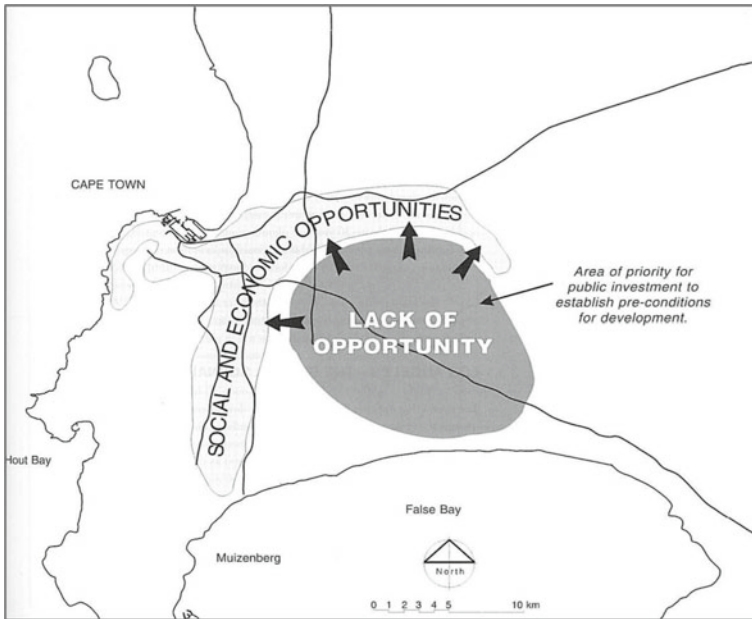 CAPE TOWN
SOCIAL AND ECONOMIC OPPORTUNITIES
Area of priority for
public investment to
establish pre-conditions
for development.
LACK OF
OPPORTUNITY
Hout Bay
False Bay
Muizenberg
North
0 1 2 3 4 5 10 km